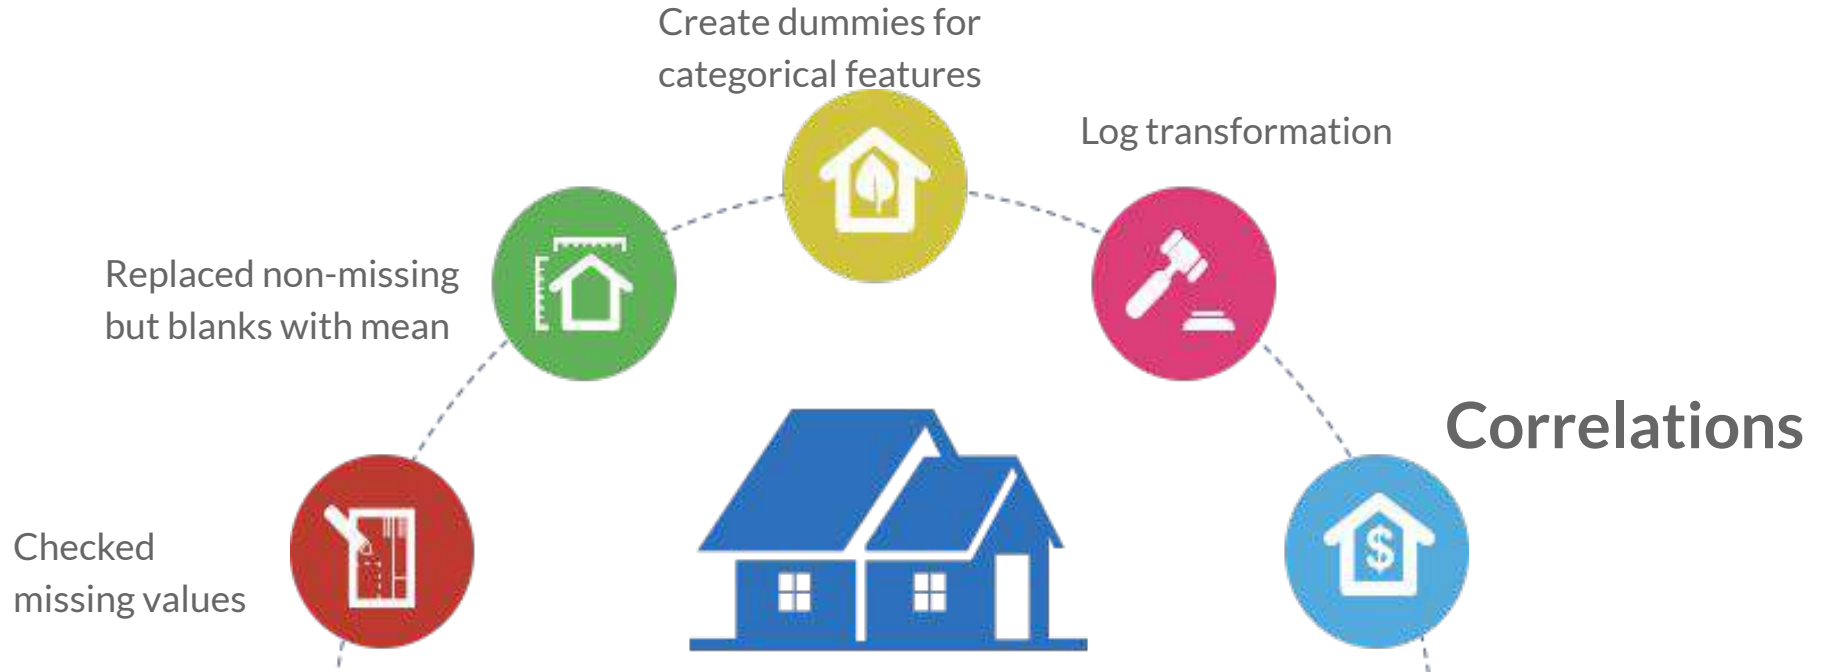 Create dummies for
categorical features
Log transformation
Replaced non-missing
but blanks with mean
Correlations
Checked
missing values
$